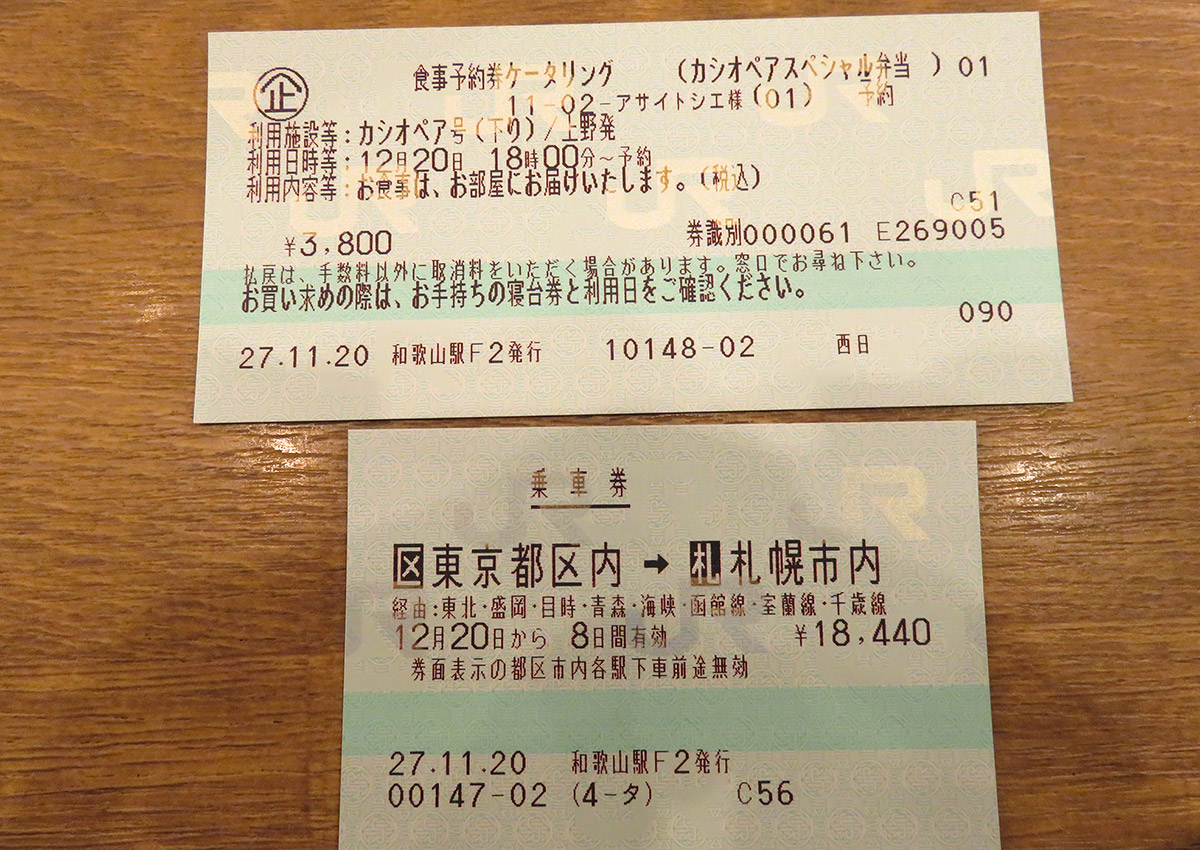 企 食事予約券ケータリング (カシオペアスペシャル弁当 ) 01
11-02-アサイトシエ様(01) 予約
利用施設等:カシオペア号(下り)/上野発
利用日時等:12月20日 18時00分〜予約
利用内容等:お食事は、お部屋にお届けいたします。(税込)
C51
¥3,800 券識別000061 E269005
払戻は、手数料以外に取消料をいただく場合があります。窓口でお尋ね下さい。
お買い求めの際は、お手持ちの寝台券と利用日をご確認ください。
090
27.11.20 和歌山駅F2発行 10148-02 西日
JR
乗車券
区 東京都区内 → 札 札幌市内
経由:東北・盛岡・目時・青森・海峡・函館線・室蘭線・千歳線
12月20日から 8日間有効 ¥18,440
券面表示の都区市内各駅下車前途無効
27.11.20 和歌山駅F2発行
00147-02 (4-タ) C56